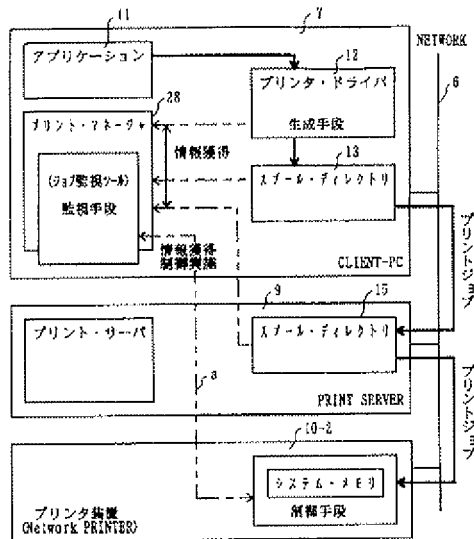 11
7
NETWORK
アプリケーション
12
プリンタ・ドライバ
生成手段
6
28
プリント・マネージャ
情報獲得
13
スプール・ディレクトリ
(ジョブ監視ツール)
監視手段
情報獲得
制御実施
CLIENT-PC
プリントジョブ
9
15
プリント・サーバ
スプール・ディレクトリ
a
PRINT SERVER
プリントジョブ
10-2
システム・メモリ
制御手段
プリンタ装置
(Network PRINTER)